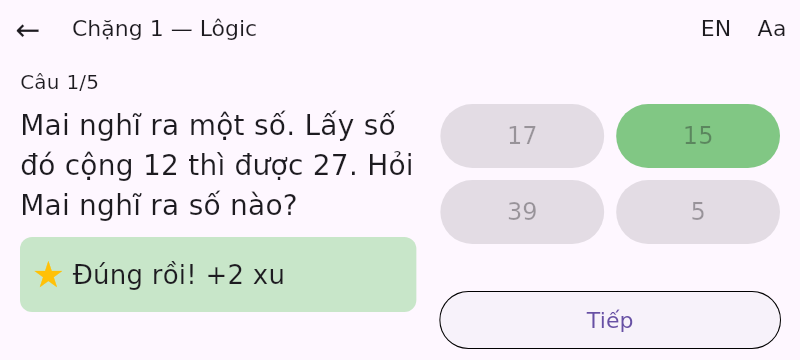 ← Chặng 1 — Lôgic EN Aa
Câu 1/5
Mai nghĩ ra một số. Lấy số
đó cộng 12 thì được 27. Hỏi
Mai nghĩ ra số nào?
★ Đúng rồi! +2 xu
17 15
39 5
Tiếp